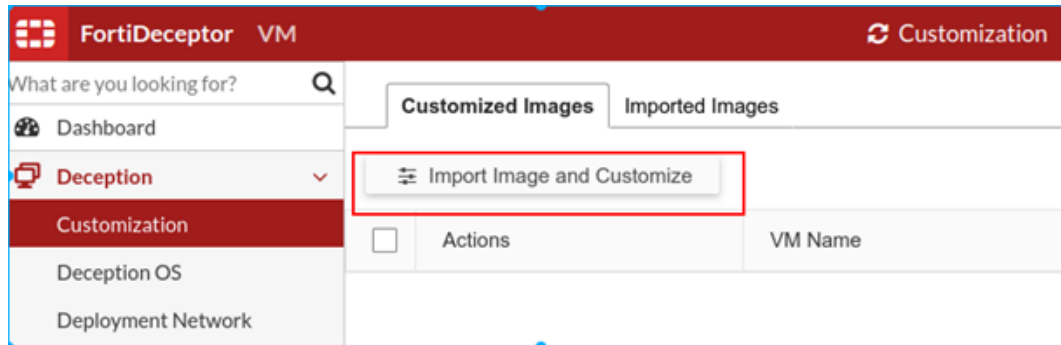 FortiDeceptor VM
Customization
What are you looking for?
Dashboard
Deception
Customization
Deception OS
Deployment Network
Customized Images
Imported Images
Import Image and Customize
Actions
VM Name